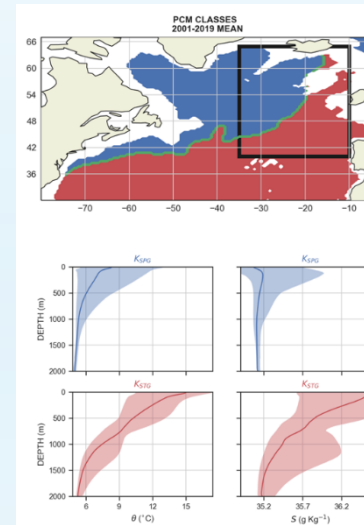 PCM CLASSES
2001-2019 MEAN
66
60
54
48
42
36
−70 −60 −50 −40 −30 −20 −10
K_SPG K_SPG
DEPTH (m)
0
500
1000
1500
2000
K_STG K_STG
DEPTH (m)
0
500
1000
1500
2000
6 9 12 15
35.2 35.7 36.2
θ (°C) S (g Kg⁻¹)